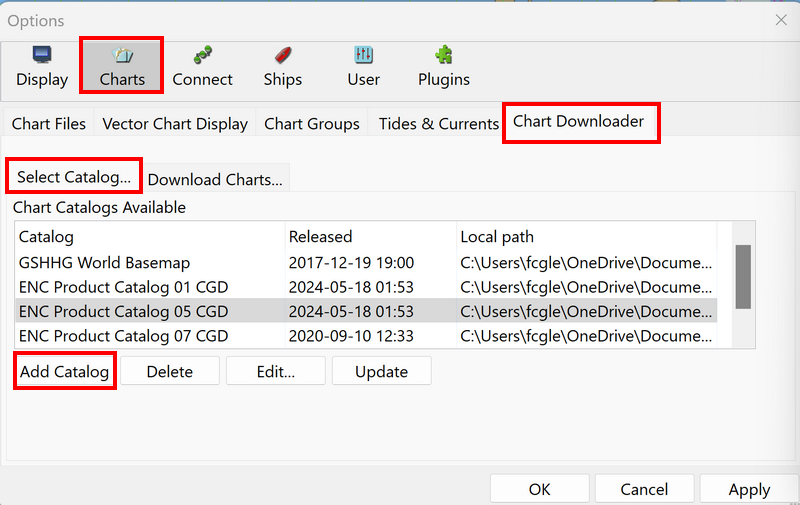 Options
Display Charts Connect Ships User Plugins
Chart Files Vector Chart Display Chart Groups Tides & Currents Chart Downloader
Select Catalog... Download Charts...
Chart Catalogs Available
Catalog Released Local path
GSHHG World Basemap 2017-12-19 19:00 C:\Users\fcgle\OneDrive\Docume...
ENC Product Catalog 01 CGD 2024-05-18 01:53 C:\Users\fcgle\OneDrive\Docume...
ENC Product Catalog 05 CGD 2024-05-18 01:53 C:\Users\fcgle\OneDrive\Docume...
ENC Product Catalog 07 CGD 2020-09-10 12:33 C:\Users\fcgle\OneDrive\Docume...
Add Catalog Delete Edit... Update
OK Cancel Apply